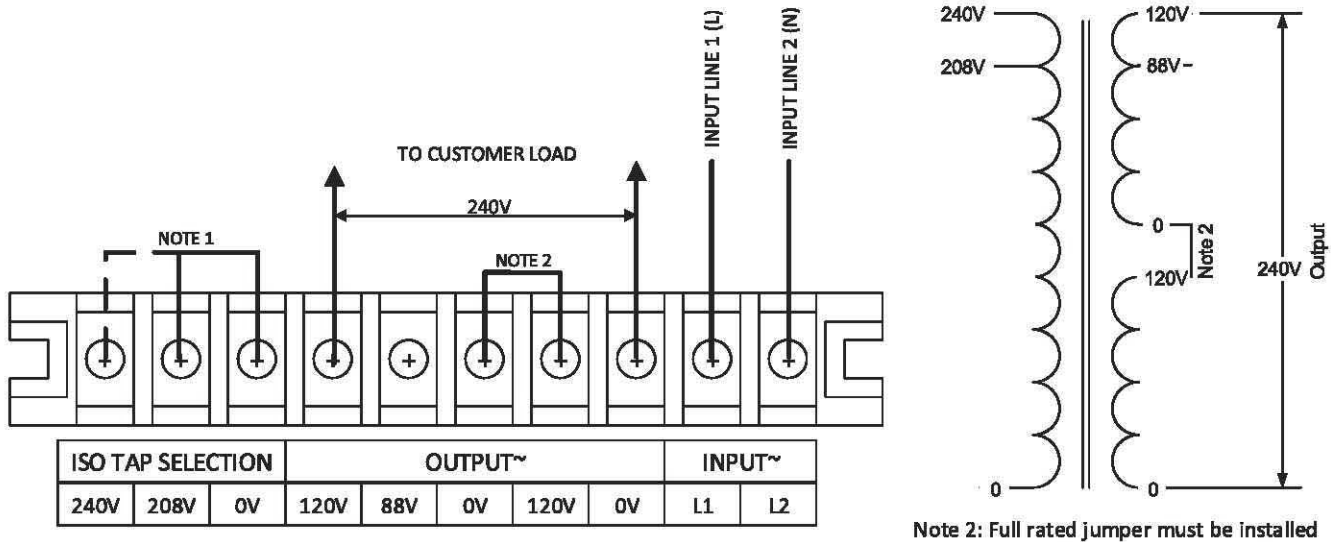 INPUT LINE 1 (L)
INPUT LINE 2 (N)
TO CUSTOMER LOAD
240V
NOTE 1
NOTE 2
ISO TAP SELECTION OUTPUT~ INPUT~
240V 208V 0V 120V 88V 0V 120V 0V L1 L2
240V 120V
208V 88V
0
Note 2
120V
240V
Output
0 0
Note 2: Full rated jumper must be installed